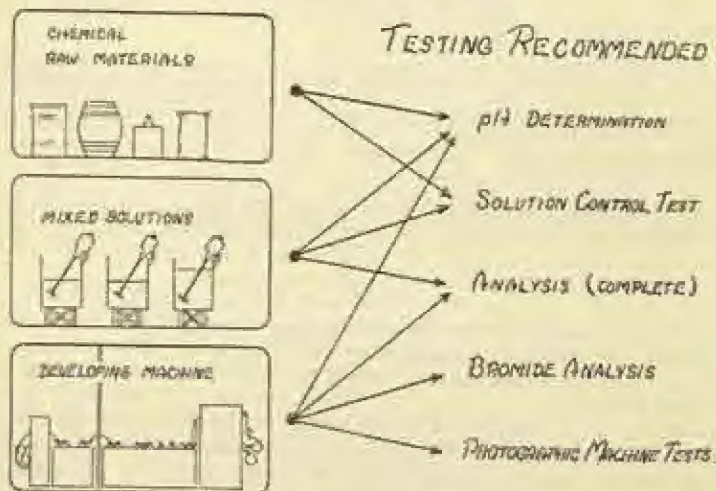 CHEMICAL
RAW MATERIALS
MIXED SOLUTIONS
DEVELOPING MACHINE
TESTING RECOMMENDED
pH DETERMINATION
SOLUTION CONTROL TEST
ANALYSIS (COMPLETE)
BROMIDE ANALYSIS
PHOTOGRAPHIC MACHINE TESTS